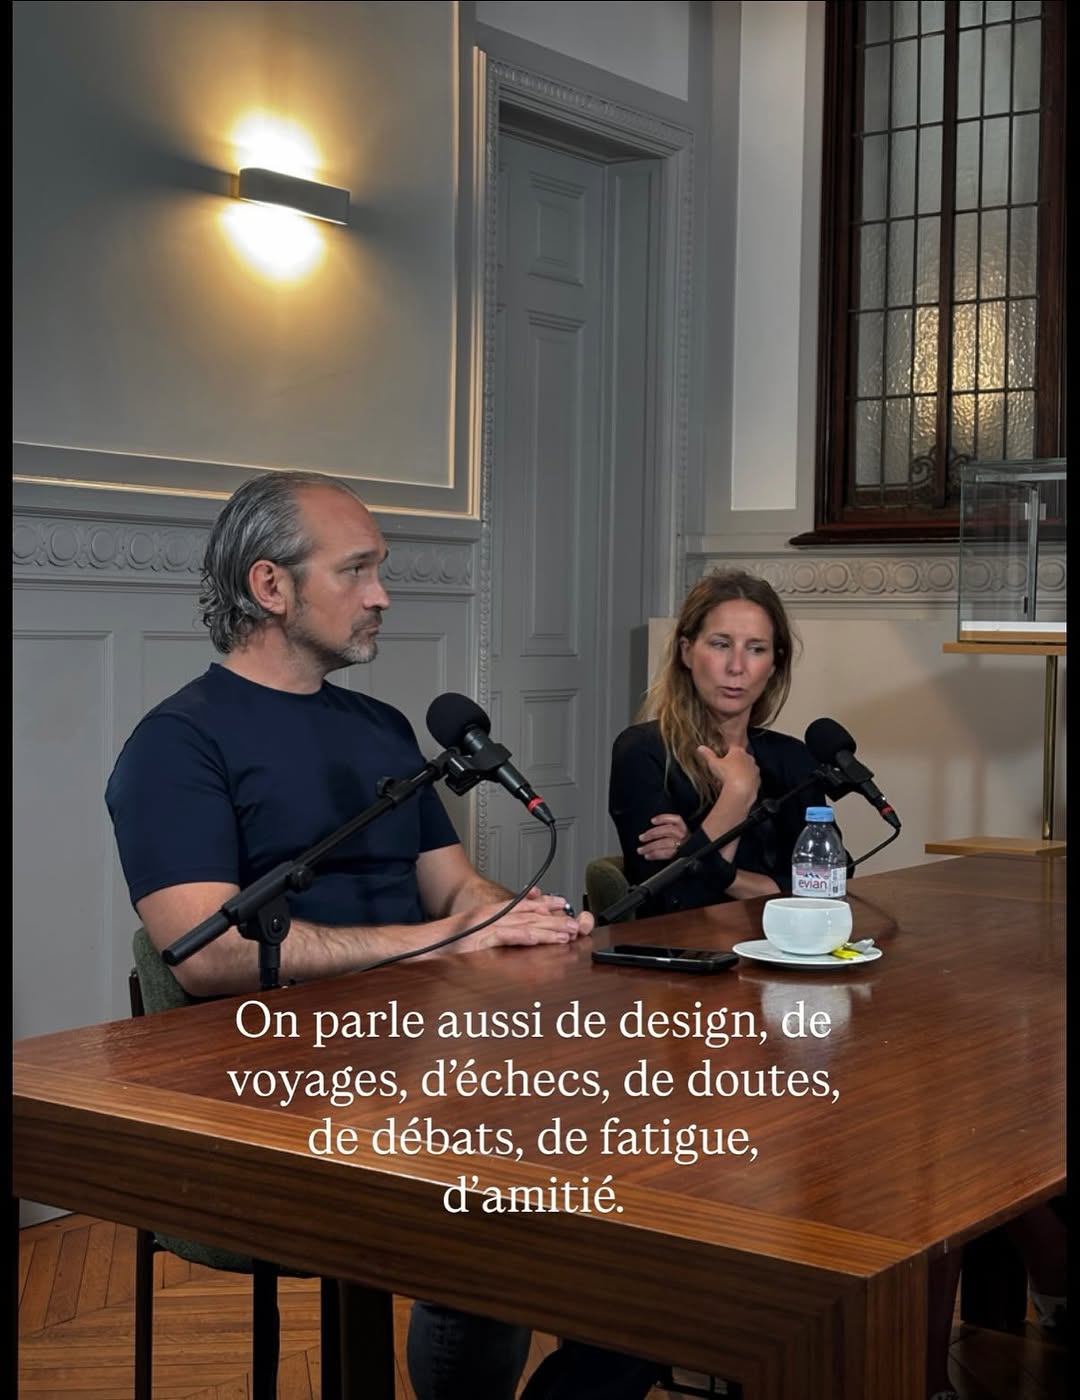 evian
On parle aussi de design, de
voyages, d’échecs, de doutes,
de débats, de fatigue,
d’amitié.